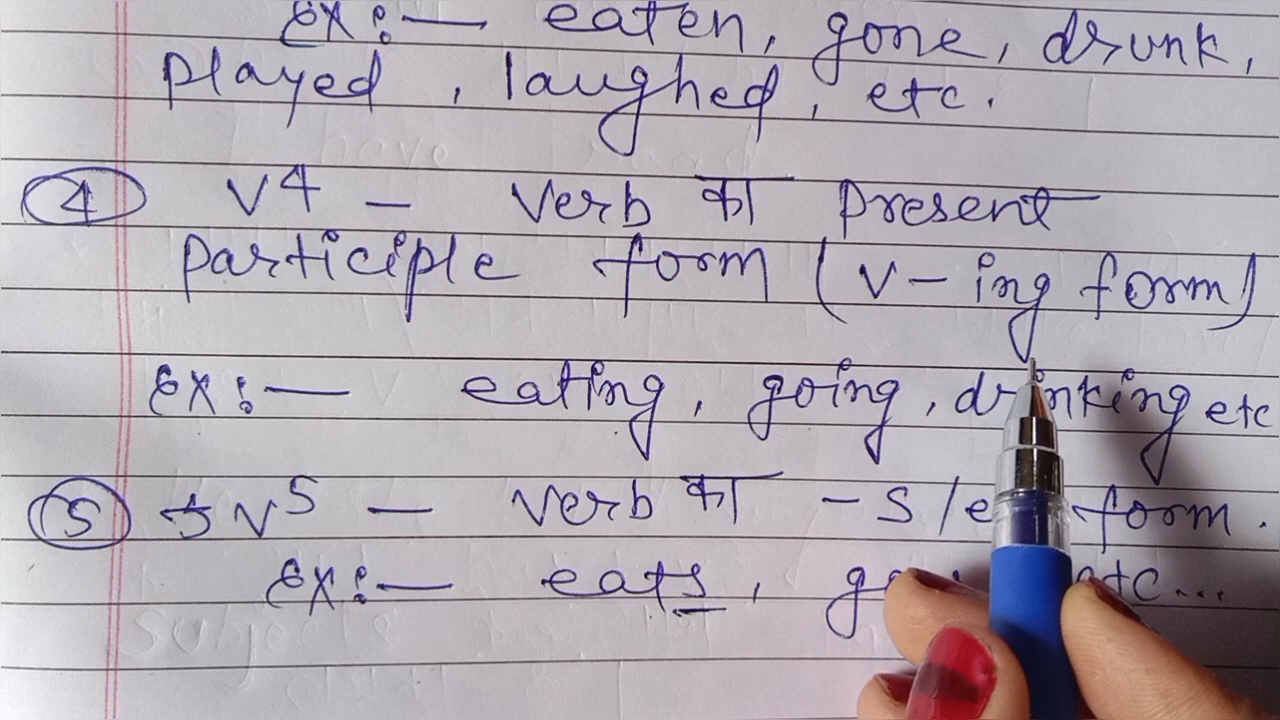 Ex:— eaten, gone, drunk,
played, laughed, etc.
④ V4 – Verb का Present
Participle form (V-ing form)
Ex:— eating, going, drinking etc
⑤ V5 — Verb का -s/e form.
Ex:— eats, etc...